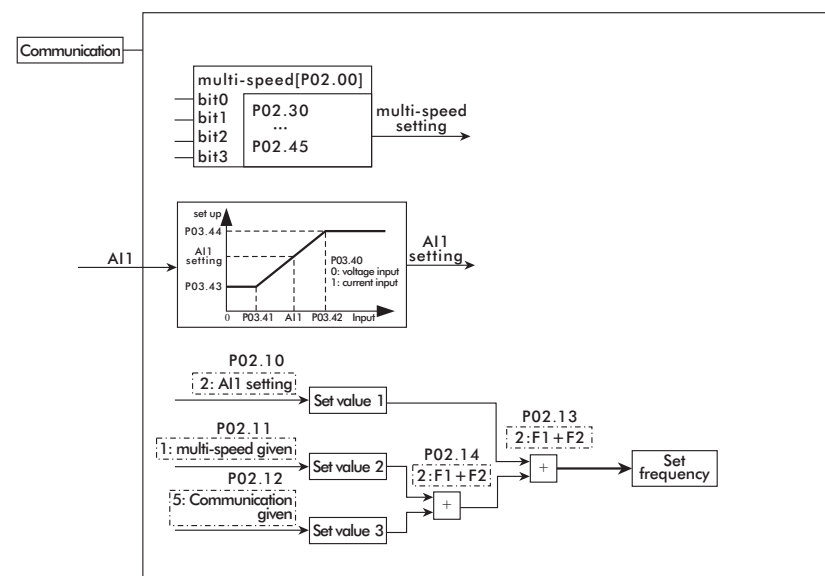 Communication
multi-speed[P02.00]
bit0
bit1
bit2
bit3
P02.30
...
P02.45
multi-speed
setting
AI1
set up
P03.44
AI1
setting
P03.43
P03.40
0: voltage input
1: current input
0 P03.41 AI1 P03.42 Input
AI1
setting
P02.10
2: AI1 setting
Set value 1
P02.11
1: multi-speed given
Set value 2
P02.12
5: Communication
given
Set value 3
P02.14
2:F1+F2
+
P02.13
2:F1+F2
+
Set
frequency